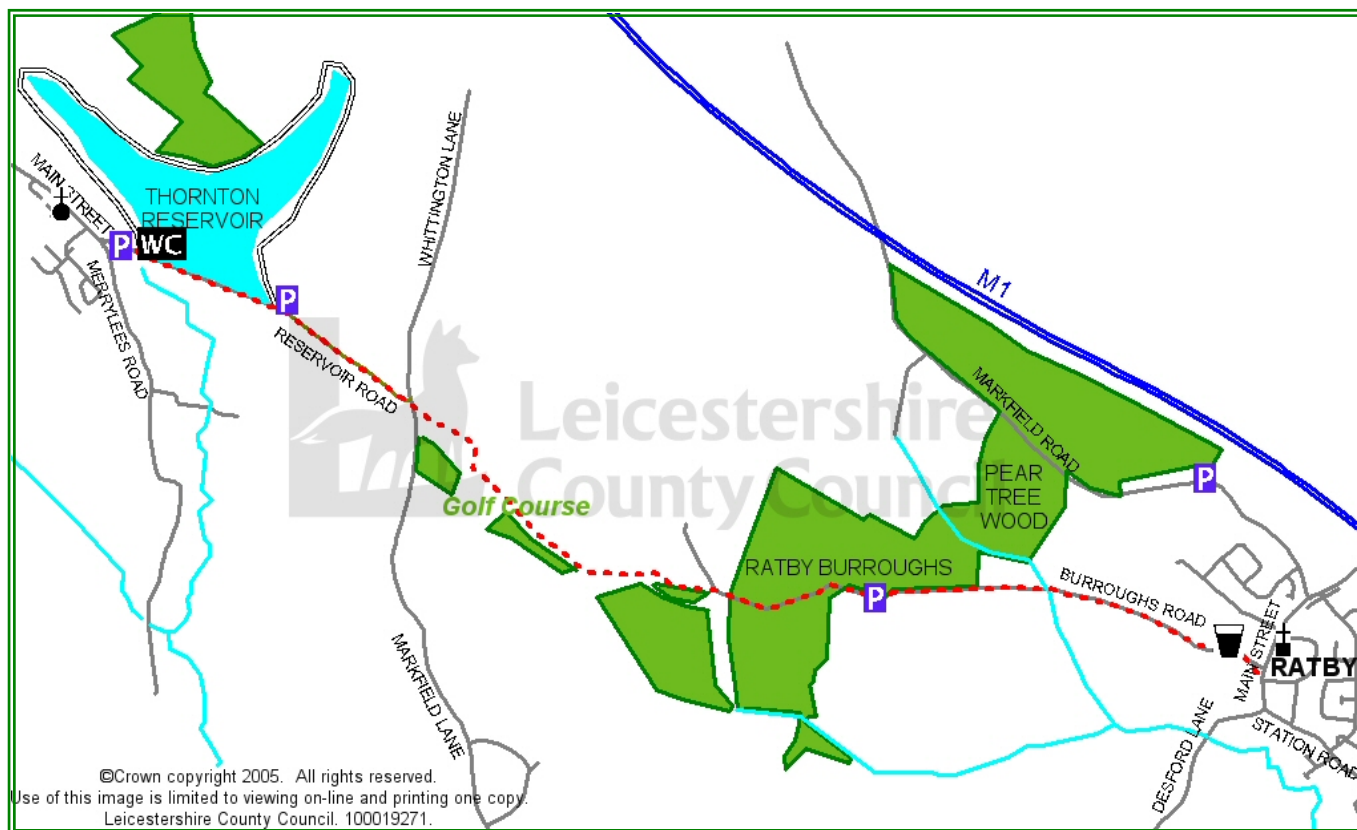 MAIN STREET
THORNTON
RESERVOIR
P
WC
MERRYLEES ROAD
P
RESERVOIR ROAD
WHITTINGTON LANE
M1
MARKFIELD ROAD
Leicestershire
County Council
Golf Course
PEAR
TREE
WOOD
P
RATBY BURROUGHS
P
BURROUGHS ROAD
MAIN STREET
RATBY
MARKFIELD LANE
DESFORD LANE
STATION ROAD
©Crown copyright 2005. All rights reserved.
Use of this image is limited to viewing on-line and printing one copy.
Leicestershire County Council. 100019271.